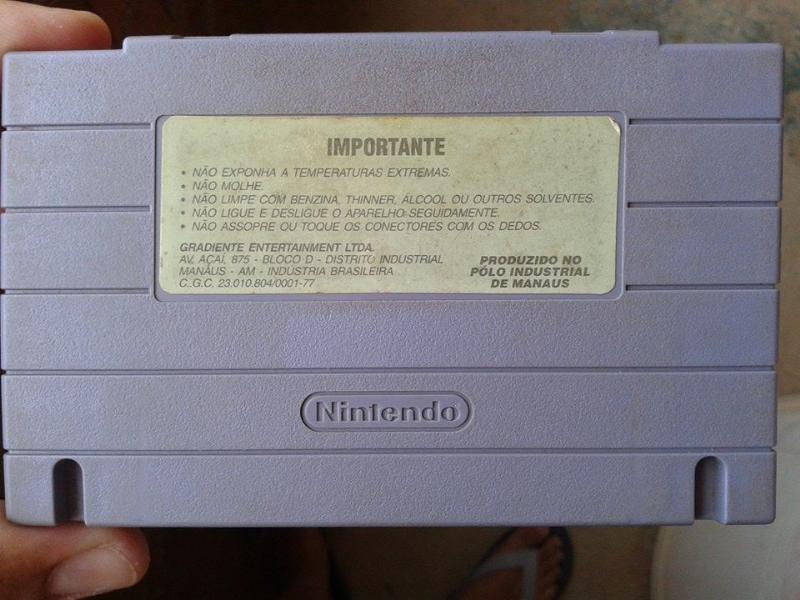 IMPORTANTE
• NÃO EXPONHA A TEMPERATURAS EXTREMAS.
• NÃO MOLHE.
• NÃO LIMPE COM BENZINA, THINNER, ÁLCOOL OU OUTROS SOLVENTES.
• NÃO LIGUE E DESLIGUE O APARELHO SEGUIDAMENTE.
• NÃO ASSOPRE OU TOQUE OS CONECTORES COM OS DEDOS.
GRADIENTE ENTERTAINMENT LTDA.
AV. AÇAÍ, 875 - BLOCO D - DISTRITO INDUSTRIAL
MANAUS - AM - INDÚSTRIA BRASILEIRA
C.G.C. 23.010.804/0001-77
PRODUZIDO NO
PÓLO INDUSTRIAL
DE MANAUS
Nintendo